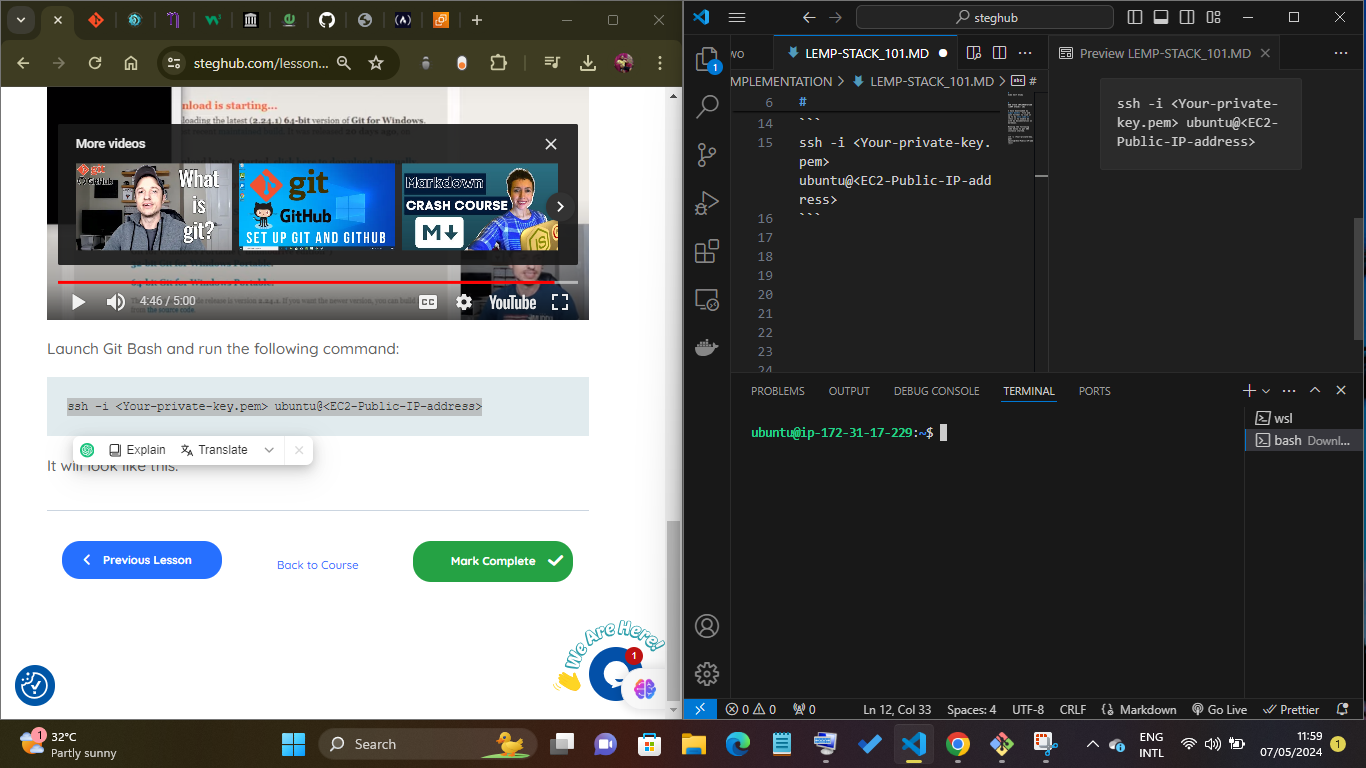 steghub.com/lesson...
nload is starting...
loading the latest (2.24.1) 64-bit version of Git for Windows.
More videos
What is git?
git
GitHub
SET UP GIT AND GITHUB
Markdown
CRASH COURSE
M
4:46 / 5:00
CC
YouTube
Launch Git Bash and run the following command:
ssh -i <Your-private-key.pem> ubuntu@<EC2-Public-IP-address>
Explain
Translate
It will look like this:
Previous Lesson
Back to Course
Mark Complete
We Are Here!
1
steghub
wo
LEMP-STACK_101.MD
Preview LEMP-STACK_101.MD
MPLEMENTATION > LEMP-STACK_101.MD > #
1
6 #
14 ```
15 ssh -i <Your-private-key.
pem>
ubuntu@<EC2-Public-IP-add
ress>
16 ```
17
18
19
20
21
22
23
24
ssh -i <Your-private-
key.pem> ubuntu@<EC2-
Public-IP-address>
PROBLEMS OUTPUT DEBUG CONSOLE TERMINAL PORTS
ubuntu@ip-172-31-17-229:~$
wsl
bash Downl...
0 0 0 Ln 12, Col 33 Spaces: 4 UTF-8 CRLF Markdown Go Live Prettier
1
32°C
Partly sunny
Search
ENG
INTL
11:59
07/05/2024
1